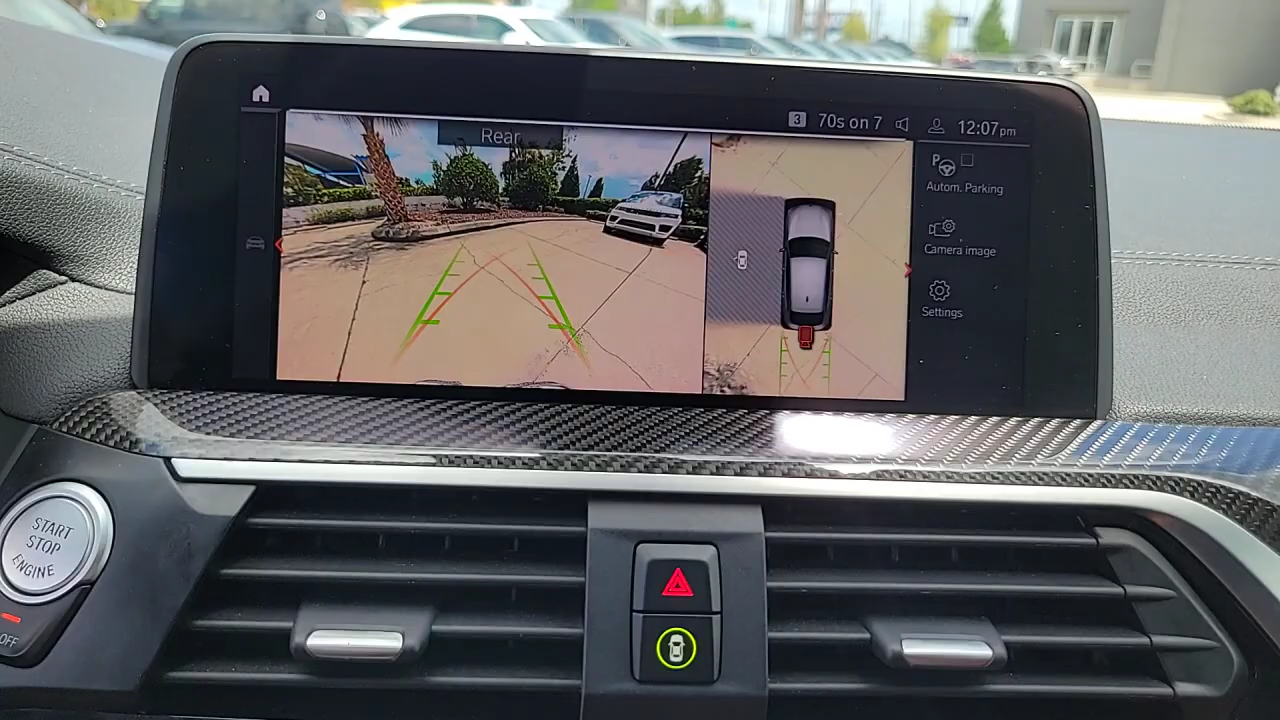 3 70s on 7 12:07pm
Rear
P
Autom. Parking
Camera image
Settings
START
STOP
ENGINE
OFF